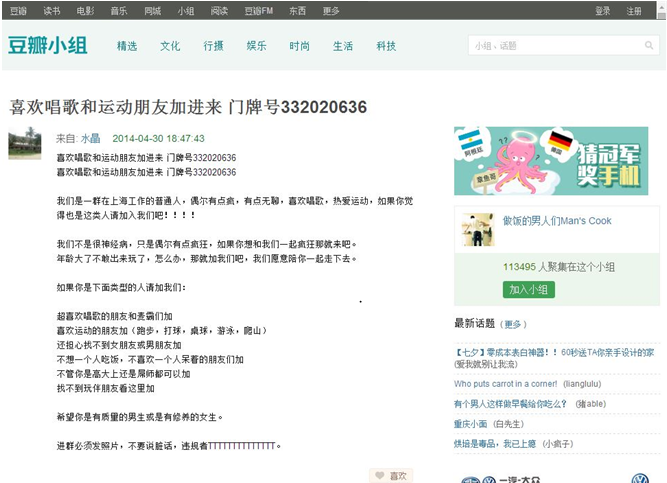 豆瓣 读书 电影 音乐 同城 小组 阅读 豆瓣FM 东西 更多 登录 注册
豆瓣小组 精选 文化 行摄 娱乐 时尚 生活 科技 小组、话题
喜欢唱歌和运动朋友加进来 门牌号332020636
来自: 水晶 2014-04-30 18:47:43
喜欢唱歌和运动朋友加进来 门牌号332020636
喜欢唱歌和运动朋友加进来 门牌号332020636
我们是一群在上海工作的普通人，偶尔有点疯，有点无聊，喜欢唱歌，热爱运动，如果你觉
得也是这类人请加入我们吧！！！！
我们不是很神经病，只是偶尔有点疯狂，如果你想和我们一起疯狂那就来吧。
年龄大了不敢出来玩了，怎么办，那就加我们吧，我们愿意陪你一起走下去。
如果你是下面类型的人请加我们：
超喜欢唱歌的朋友和麦霸们加
喜欢运动的朋友加（跑步，打球，桌球，游泳，爬山）
还担心找不到女朋友或男朋友加
不想一个人吃饭，不喜欢一个人呆着的朋友们加
不管你是高大上还是屌师都可以加
找不到玩伴朋友看这里加
希望你是有质量的男生或是有修养的女生。
进群必须发照片，不要说脏话，违规者TTTTTTTTTTTTTT。
喜欢
阿根廷
德国
章鱼哥
猜冠军
奖手机
做饭的男人们Man's Cook
113495 人聚集在这个小组
加入小组
最新话题 （更多）
【七夕】零成本表白神器！！60秒送TA你亲手设计的家
(爱我就别让我流)
Who puts carrot in a corner! (lianglulu)
有个男人这样做早餐给你吃么？ (猪able)
重庆小面 (白先生)
烘焙是毒品，我已上瘾 (小疯子)
一汽-大众